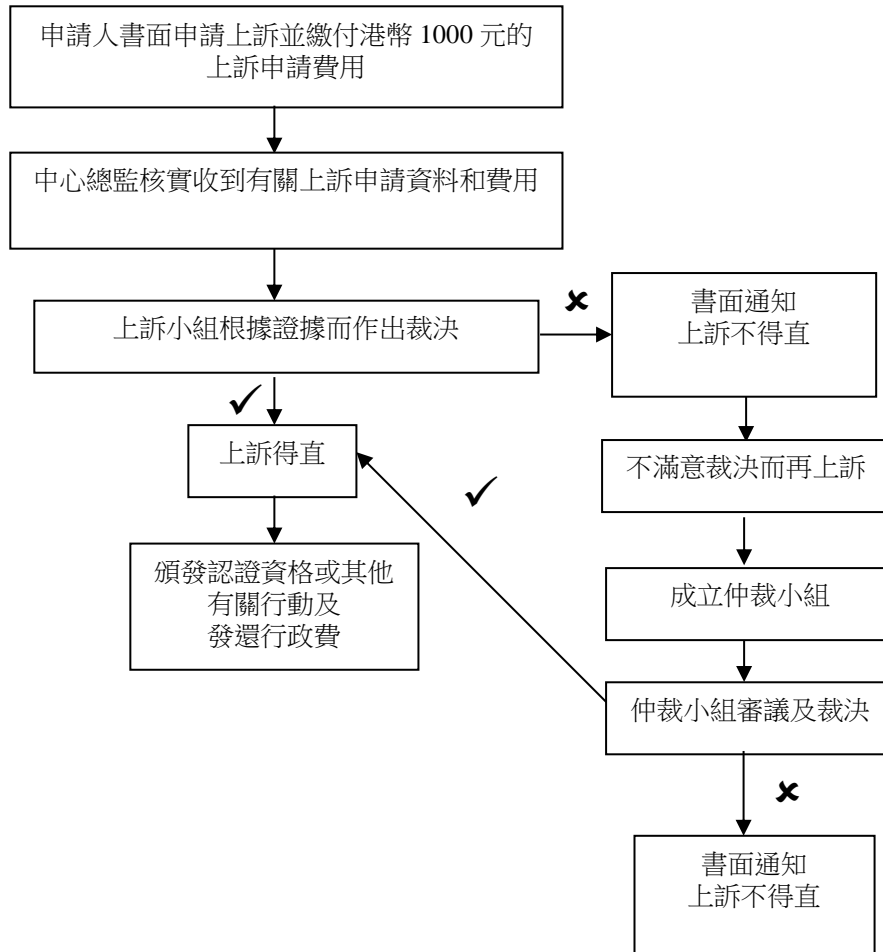 申請人書面申請上訴並繳付港幣 1000 元的
上訴申請費用
中心總監核實收到有關上訴申請資料和費用
上訴小組根據證據而作出裁決
書面通知
上訴不得直
上訴得直
不滿意裁決而再上訴
頒發認證資格或其他
有關行動及
發還行政費
成立仲裁小組
仲裁小組審議及裁決
書面通知
上訴不得直